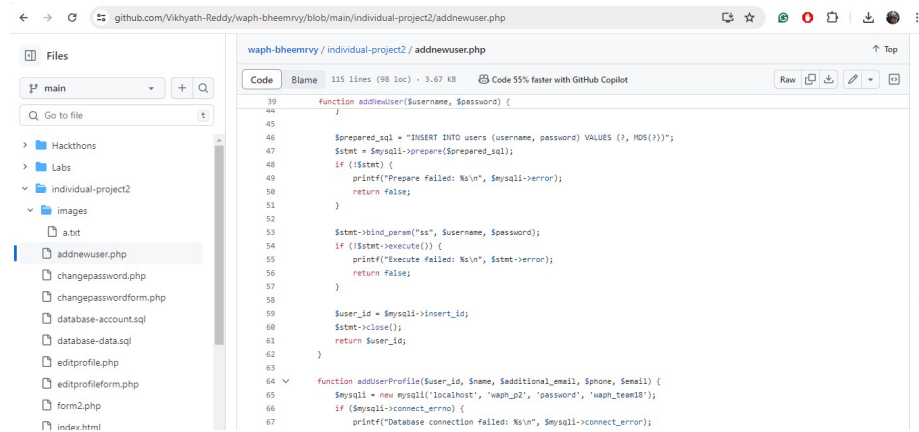 github.com/Vikhyath-Reddy/waph-bheemrvy/blob/main/individual-project2/addnewuser.php
Files
main
Go to file
t
Hackthons
Labs
individual-project2
images
a.txt
addnewuser.php
changepassword.php
changepasswordform.php
database-account.sql
database-data.sql
editprofile.php
editprofileform.php
form2.php
index.html
waph-bheemrvy / individual-project2 / addnewuser.php
Top
Code Blame 115 lines (98 loc) · 3.67 KB Code 55% faster with GitHub Copilot Raw
39 function addNewUser($username, $password) {
44 }
45
46 $prepared_sql = "INSERT INTO users (username, password) VALUES (?, MD5(?))";
47 $stmt = $mysqli->prepare($prepared_sql);
48 if (!$stmt) {
49 printf("Prepare failed: %s\n", $mysqli->error);
50 return false;
51 }
52
53 $stmt->bind_param("ss", $username, $password);
54 if (!$stmt->execute()) {
55 printf("Execute failed: %s\n", $stmt->error);
56 return false;
57 }
58
59 $user_id = $mysqli->insert_id;
60 $stmt->close();
61 return $user_id;
62 }
63
64 function addUserProfile($user_id, $name, $additional_email, $phone, $email) {
65 $mysqli = new mysqli('localhost', 'waph_p2', 'password', 'waph_team18');
66 if ($mysqli->connect_errno) {
67 printf("Database connection failed: %s\n", $mysqli->connect_error);